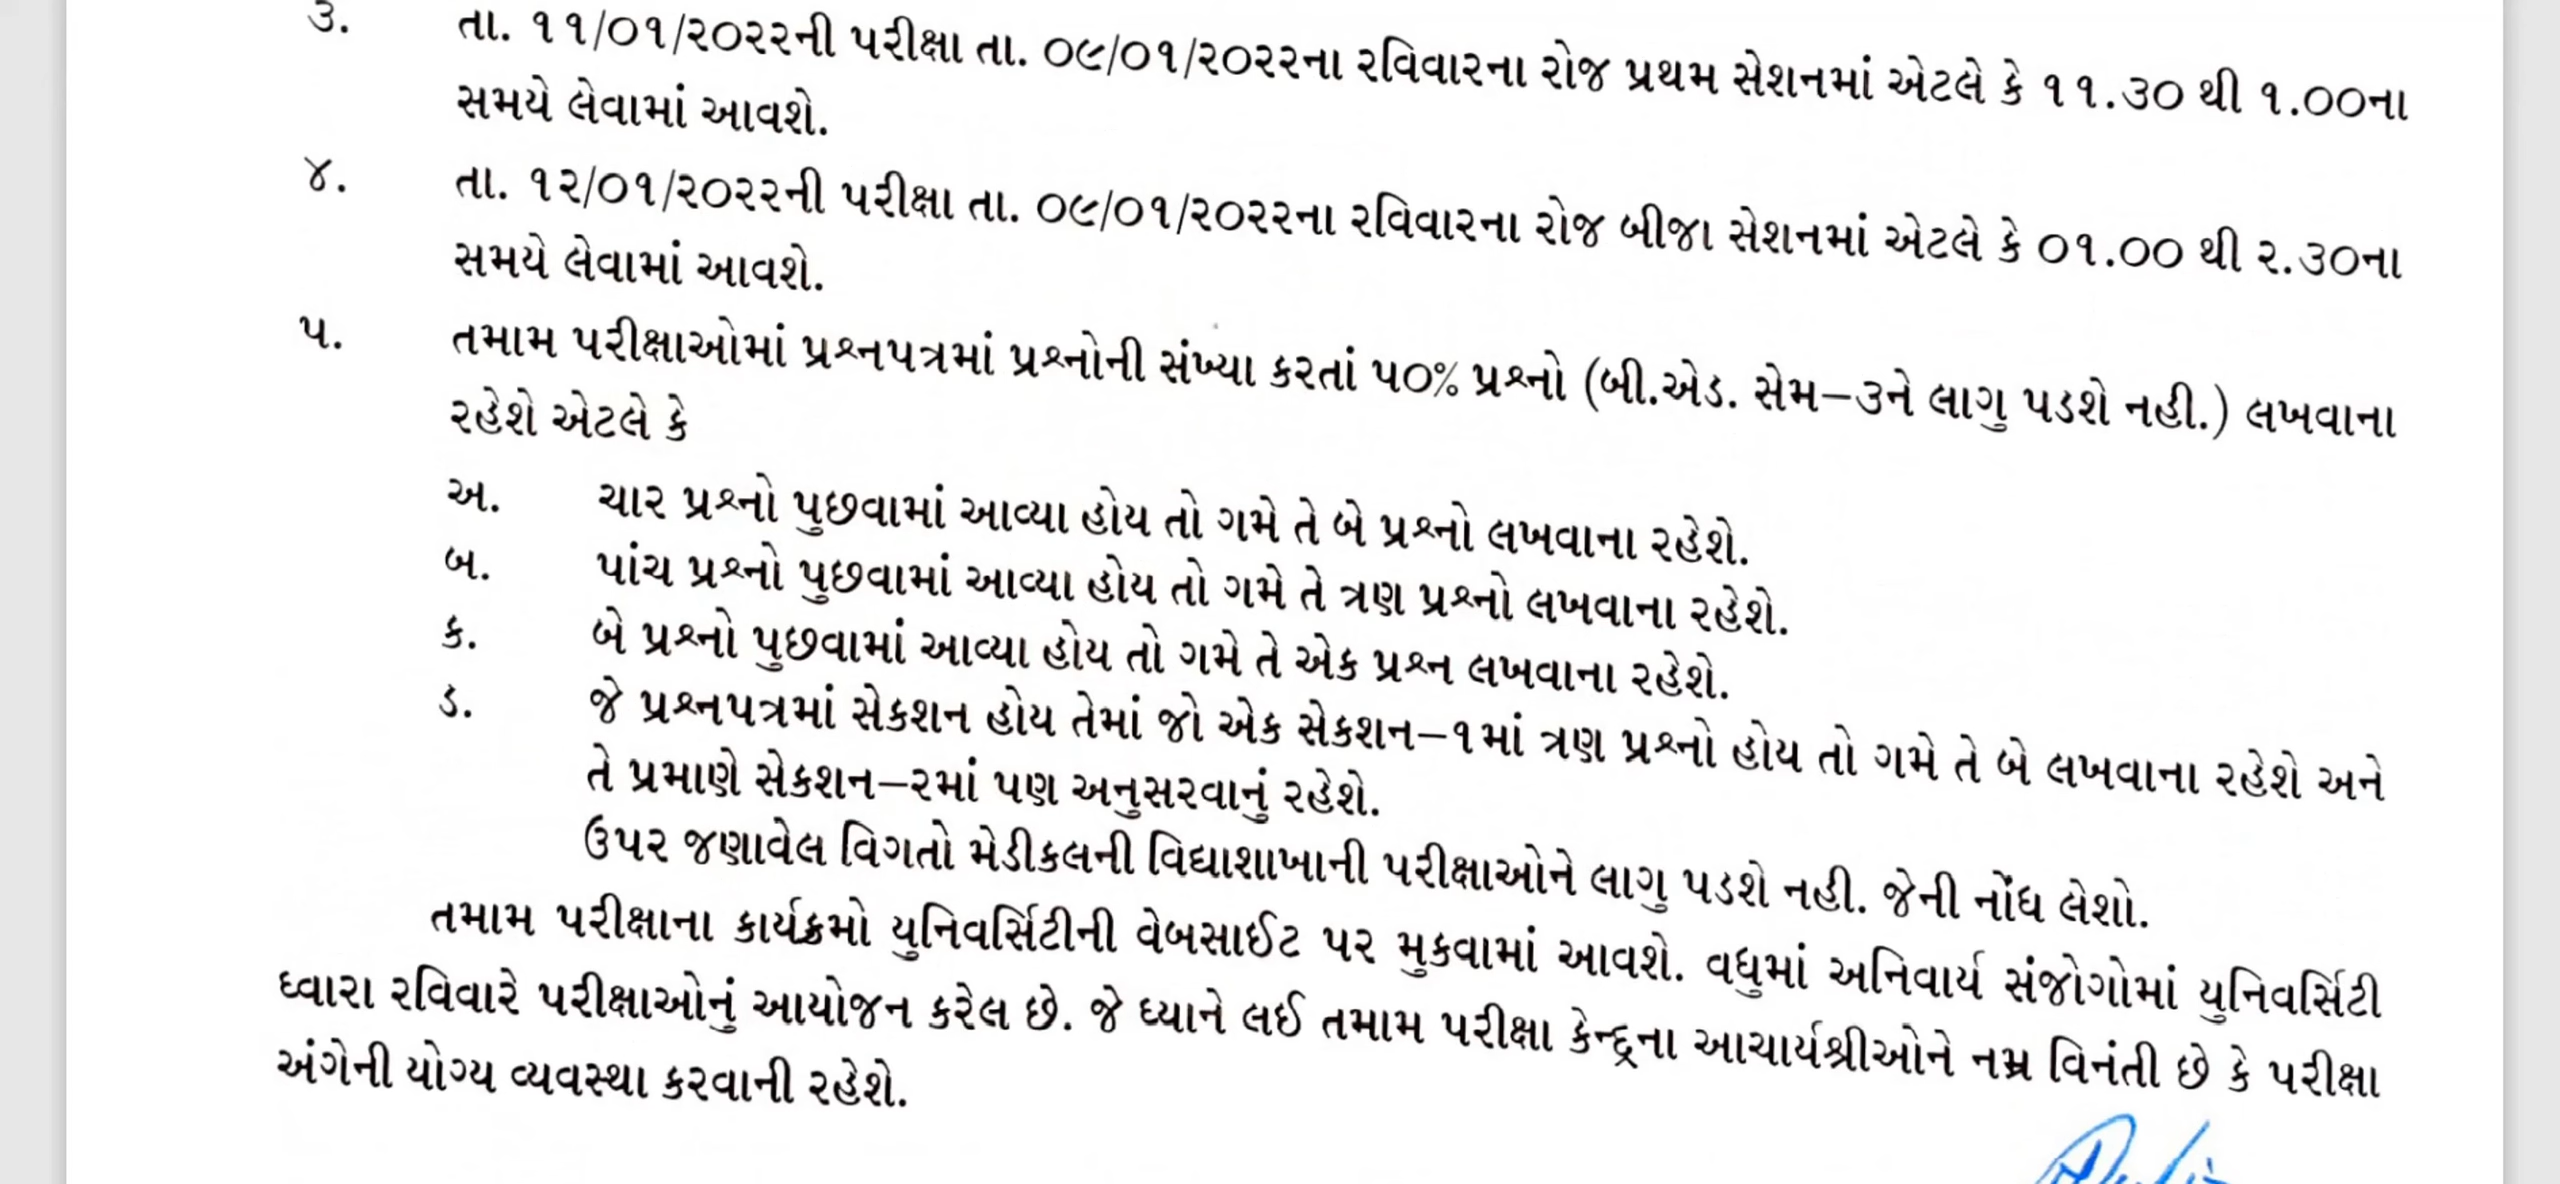 ૩. તા. ૧૧/૦૧/૨૦૨૨ની પરીક્ષા તા. ૦૯/૦૧/૨૦૨૨ના રવિવારના રોજ પ્રથમ સેશનમાં એટલે કે ૧૧.૩૦ થી ૧.૦૦ના
સમયે લેવામાં આવશે.
૪. તા. ૧૨/૦૧/૨૦૨૨ની પરીક્ષા તા. ૦૯/૦૧/૨૦૨૨ના રવિવારના રોજ બીજા સેશનમાં એટલે કે ૦૧.૦૦ થી ૨.૩૦ના
સમયે લેવામાં આવશે.
૫. તમામ પરીક્ષાઓમાં પ્રશ્નપત્રમાં પ્રશ્નોની સંખ્યા કરતાં ૫૦% પ્રશ્નો (બી.એડ. સેમ–૩ને લાગુ પડશે નહી.) લખવાના
રહેશે એટલે કે
અ. ચાર પ્રશ્નો પુછવામાં આવ્યા હોય તો ગમે તે બે પ્રશ્નો લખવાના રહેશે.
બ. પાંચ પ્રશ્નો પુછવામાં આવ્યા હોય તો ગમે તે ત્રણ પ્રશ્નો લખવાના રહેશે.
ક. બે પ્રશ્નો પુછવામાં આવ્યા હોય તો ગમે તે એક પ્રશ્ન લખવાના રહેશે.
ડ. જે પ્રશ્નપત્રમાં સેકશન હોય તેમાં જો એક સેકશન–૧માં ત્રણ પ્રશ્નો હોય તો ગમે તે બે લખવાના રહેશે અને
તે પ્રમાણે સેકશન–૨માં પણ અનુસરવાનું રહેશે.
ઉપર જણાવેલ વિગતો મેડીકલની વિદ્યાશાખાની પરીક્ષાઓને લાગુ પડશે નહી. જેની નોંધ લેશો.
તમામ પરીક્ષાના કાર્યક્રમો યુનિવર્સિટીની વેબસાઈટ પર મુકવામાં આવશે. વધુમાં અનિવાર્ય સંજોગોમાં યુનિવર્સિટી
ધ્વારા રવિવારે પરીક્ષાઓનું આયોજન કરેલ છે. જે ધ્યાને લઈ તમામ પરીક્ષા કેન્દ્રના આચાર્યશ્રીઓને નમ્ર વિનંતી છે કે પરીક્ષા
અંગેની યોગ્ય વ્યવસ્થા કરવાની રહેશે.